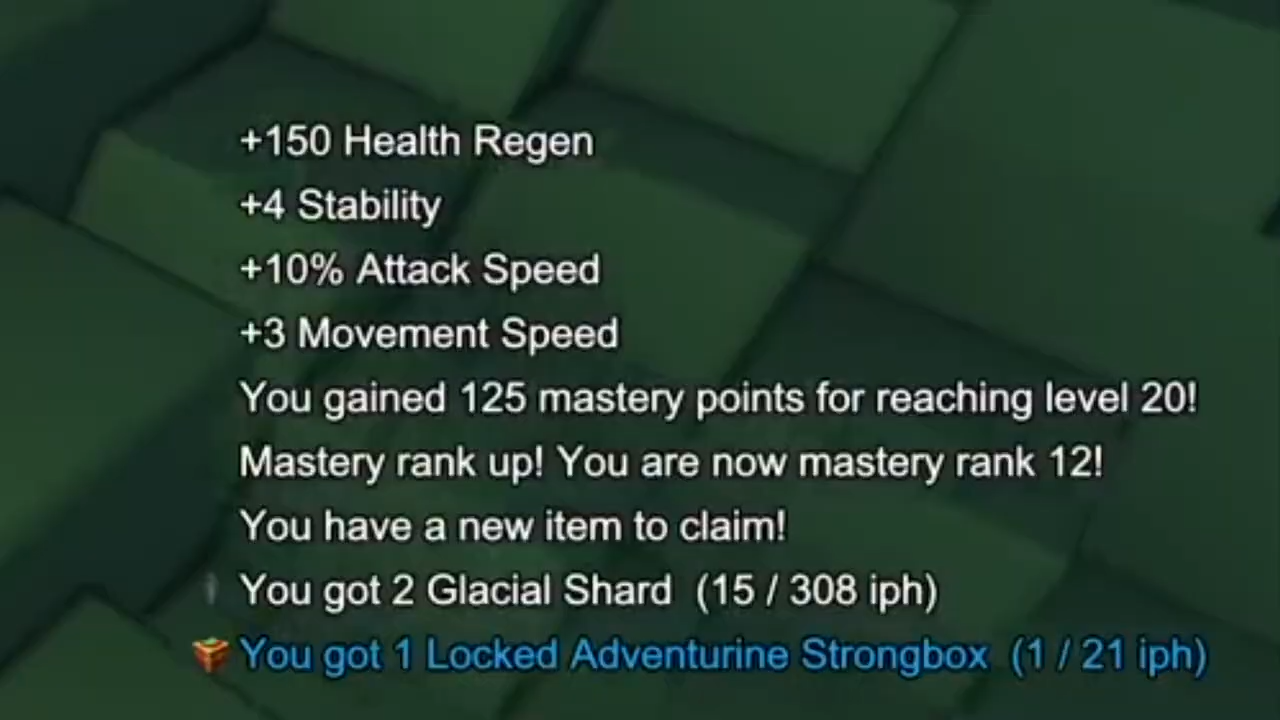 +150 Health Regen
+4 Stability
+10% Attack Speed
+3 Movement Speed
You gained 125 mastery points for reaching level 20!
Mastery rank up! You are now mastery rank 12!
You have a new item to claim!
You got 2 Glacial Shard (15 / 308 iph)
You got 1 Locked Adventurine Strongbox (1 / 21 iph)